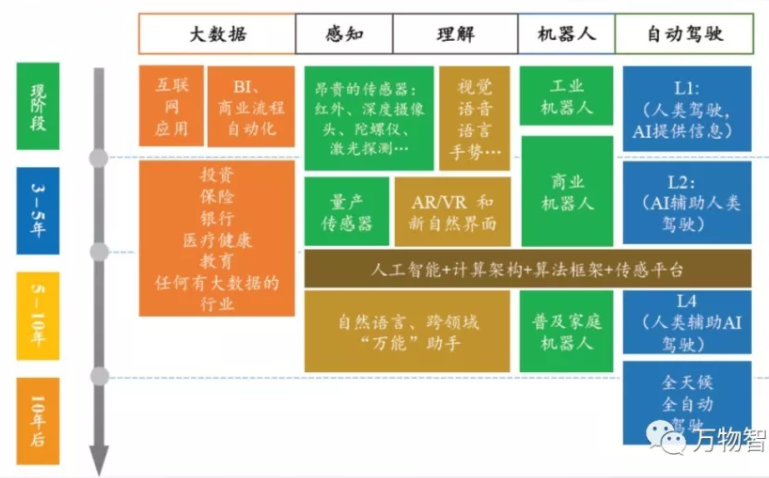 大数据
感知
理解
机器人
自动驾驶
现阶段
互联
网
应用
BI、
商业流程
自动化
昂贵的传感器：
红外、深度摄像
头、陀螺仪、
激光探测…
视觉
语音
语言
手势…
工业
机器人
L1:
（人类驾驶，
AI提供信息）
3-5年
投资
保险
银行
医疗健康
教育
任何有大数据的
行业
量产
传感器
AR/VR 和
新自然界面
商业
机器人
L2:
（AI辅助人类
驾驶）
人工智能+计算架构+算法框架+传感平台
5-10年
自然语言、跨领域
“万能”助手
普及家庭
机器人
L4
（人类辅助AI
驾驶）
10年后
全天候
全自动
驾驶
万物智